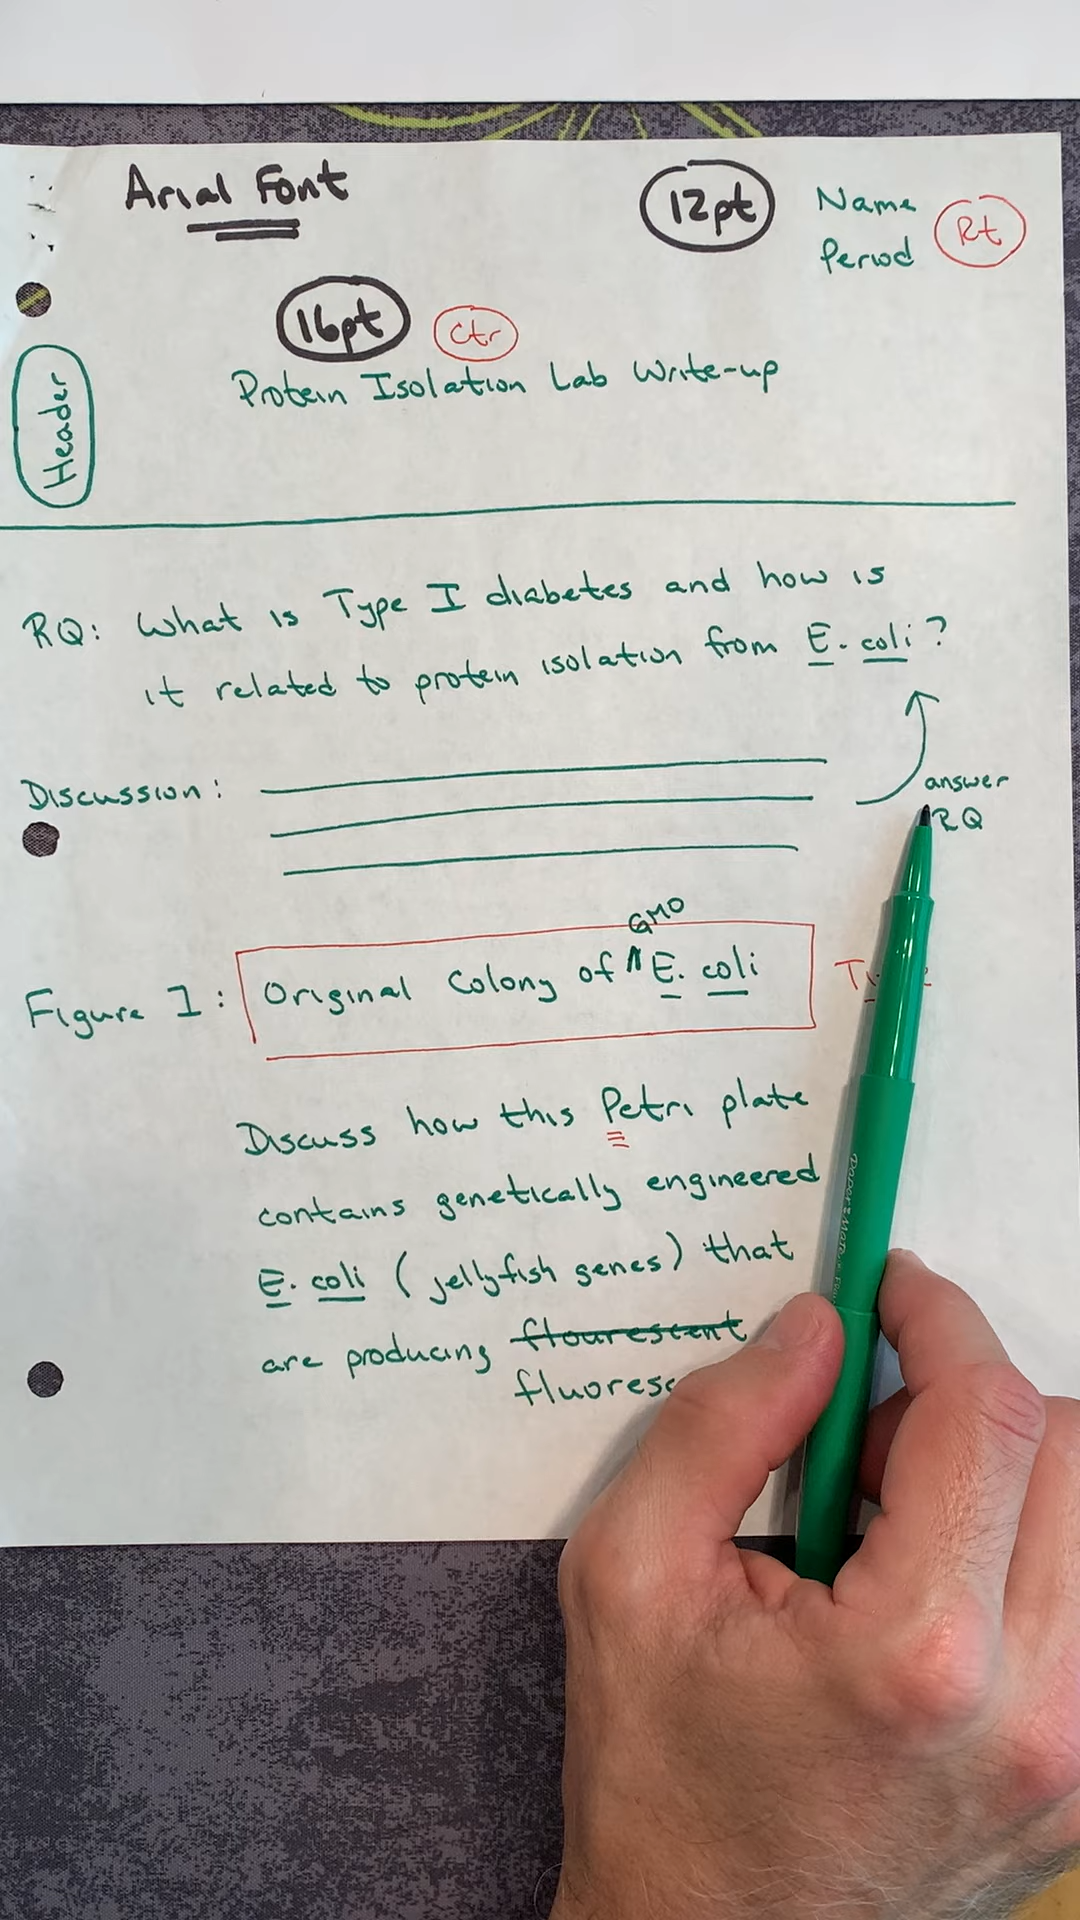 Arial Font
12pt
Name
Rt
Period
16pt
Ctr
Header
Protein Isolation Lab Write-up
RQ: What is Type I diabetes and how is
it related to protein isolation from E. coli?
Discussion:
answer
RQ
GMO
Figure 1: Original Colony of E. coli
Discuss how this Petri plate
contains genetically engineered
E. coli (jellyfish genes) that
are producing flourescent